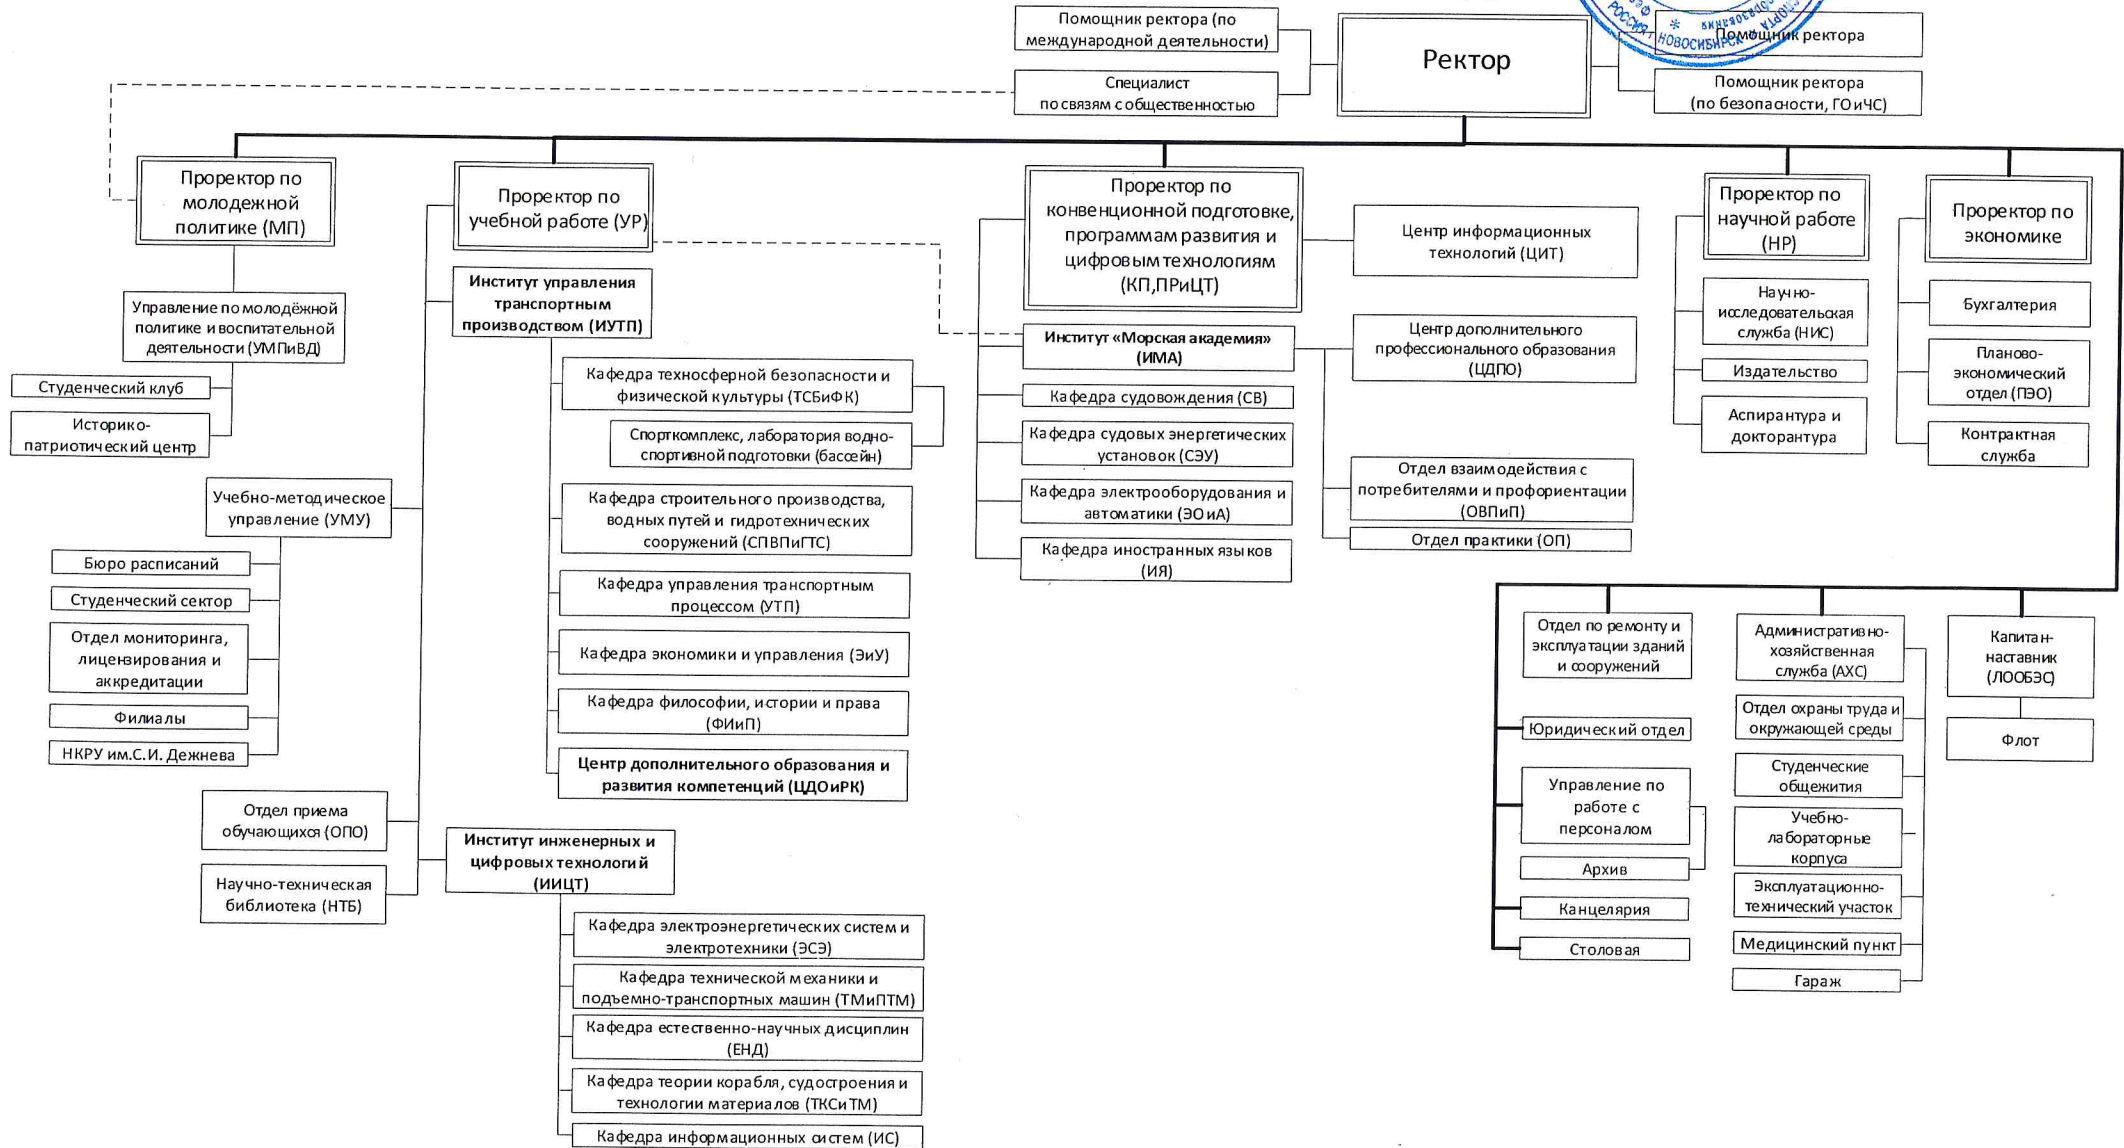 Помощник ректора (по
международной деятельности)
Специалист
по связям с общественностью
Ректор
РОССИЯ г НОВОСИБИРСК
Помощник ректора
Помощник ректора
(по безопасности, ГО и ЧС)
Проректор по
молодежной
политике (МП)
Управление по молодёжной
политике и воспитательной
деятельности (УМПиВД)
Студенческий клуб
Историко-
патриотический центр
Проректор по
учебной работе (УР)
Институт управления
транспортным
производством (ИУТП)
Кафедра техносферной безопасности и
физической культуры (ТСБиФК)
Спорткомплекс, лаборатория водно-
спортивной подготовки (бассейн)
Кафедра строительного производства,
водных путей и гидротехнических
сооружений (СПВПиГТС)
Кафедра управления транспортным
процессом (УТП)
Кафедра экономики и управления (ЭиУ)
Кафедра философии, истории и права
(ФИиП)
Центр дополнительного образования и
развития компетенций (ЦДОиРК)
Учебно-методическое
управление (УМУ)
Бюро расписаний
Студенческий сектор
Отдел мониторинга,
лицензирования и
аккредитации
Филиалы
НКРУ им.С.И. Дежнева
Отдел приема
обучающихся (ОПО)
Научно-техническая
библиотека (НТБ)
Институт инженерных и
цифровых технологий
(ИИЦТ)
Кафедра электроэнергетических систем и
электротехники (ЭСЭ)
Кафедра технической механики и
подъемно-транспортных машин (ТМиПТМ)
Кафедра естественно-научных дисциплин
(ЕНД)
Кафедра теории корабля, судостроения и
технологии материалов (ТКСиТМ)
Кафедра информационных систем (ИС)
Проректор по
конвенционной подготовке,
программам развития и
цифровым технологиям
(КП,ПРиЦТ)
Институт «Морская академия»
(ИМА)
Кафедра судовождения (СВ)
Кафедра судовых энергетических
установок (СЭУ)
Кафедра электрооборудования и
автоматики (ЭОиА)
Кафедра иностранных языков
(ИЯ)
Центр информационных
технологий (ЦИТ)
Центр дополнительного
профессионального образования
(ЦДПО)
Отдел взаимодействия с
потребителями и профориентации
(ОВПиП)
Отдел практики (ОП)
Проректор по
научной работе
(НР)
Научно-
исследовательская
служба (НИС)
Издательство
Аспирантура и
докторантура
Проректор по
экономике
Бухгалтерия
Планово-
экономический
отдел (ПЭО)
Контрактная
служба
Отдел по ремонту и
эксплуатации зданий
и сооружений
Юридический отдел
Управление по
работе с
персоналом
Архив
Канцелярия
Столовая
Административно-
хозяйственная
служба (АХС)
Отдел охраны труда и
окружающей среды
Студенческие
общежития
Учебно-
лабораторные
корпуса
Эксплуатационно-
технический участок
Медицинский пункт
Гараж
Капитан-
наставник
(ЛООБЭС)
Флот